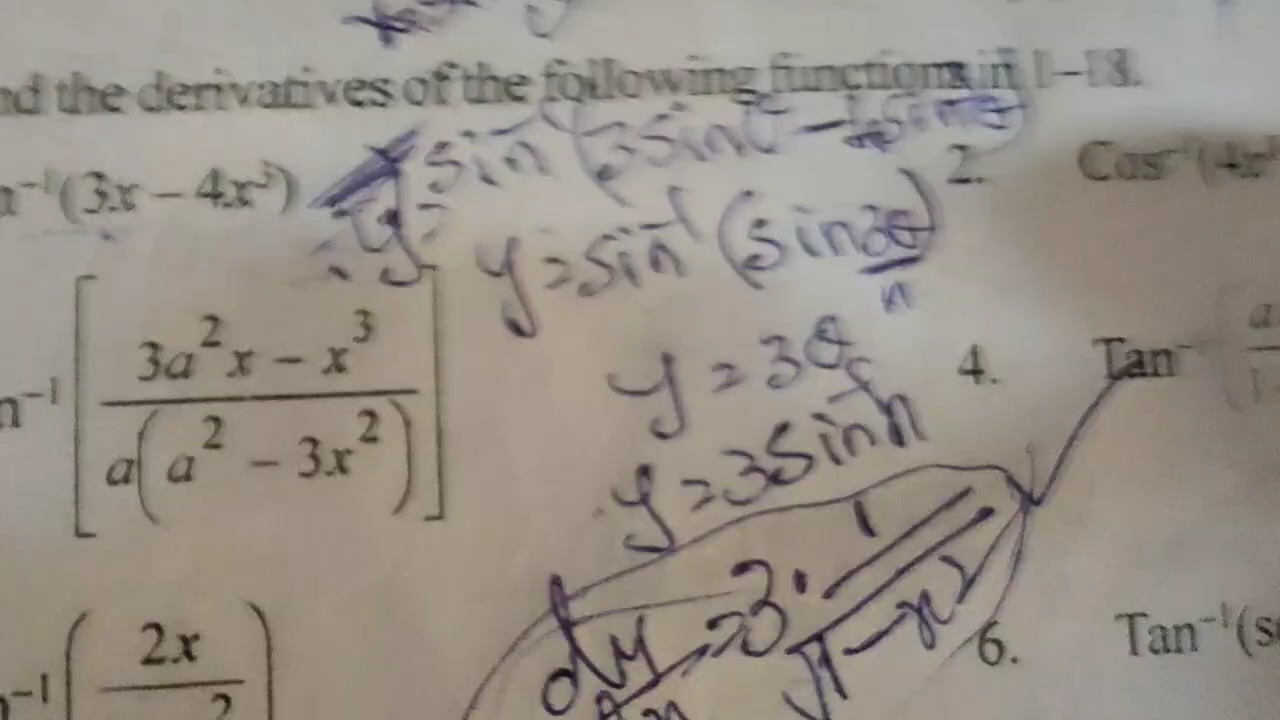 the derivatives of the following functions in 1–18.
y = sin⁻¹(3sinθ – 4sin³θ)
⁻¹(3x – 4x³)
y = sin⁻¹(sin3θ)
2. Cos⁻¹(4x³
n⁻¹[(3a²x – x³)/(a(a² – 3x²))]
y = 3θ
4. Tan⁻
y = 3sin⁻¹x
dy/dx = 3·1/√1–x²
⁻¹(2x
6. Tan⁻¹(s